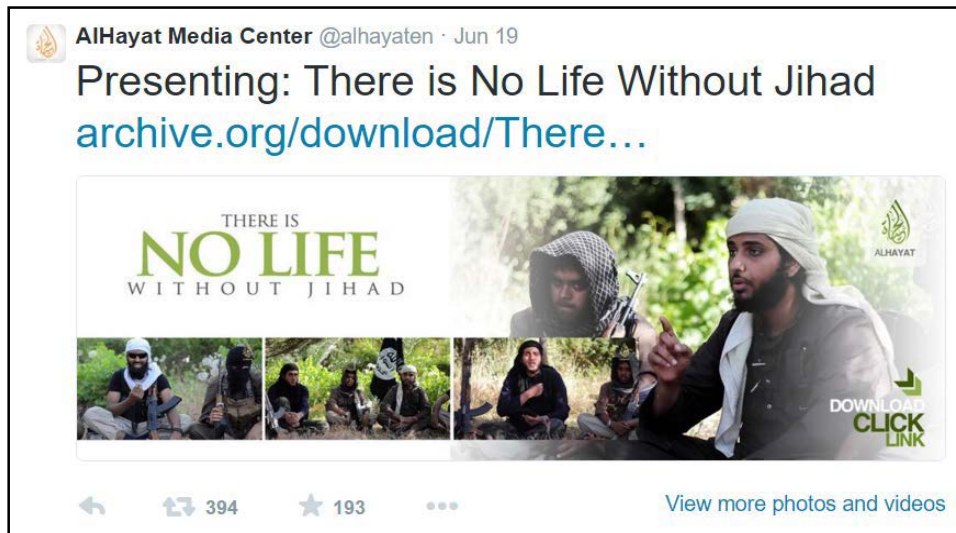 AlHayat Media Center @alhayaten · Jun 19
Presenting: There is No Life Without Jihad
archive.org/download/There…
THERE IS
NO LIFE
WITHOUT JIHAD
ALHAYAT
DOWNLOAD
CLICK
LINK
394
193
View more photos and videos